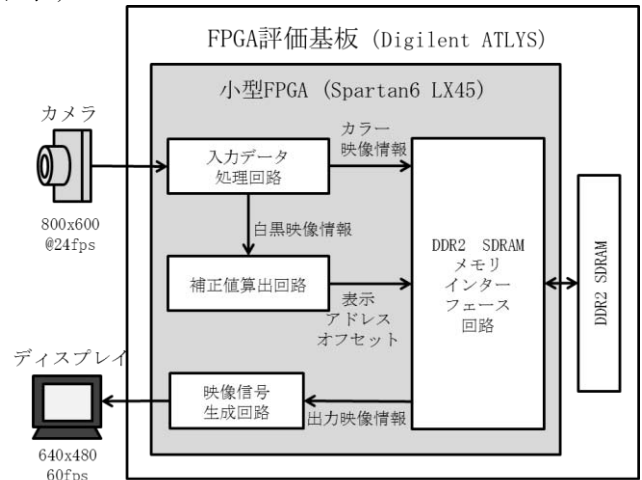 FPGA評価基板 (Digilent ATLYS)
小型FPGA (Spartan6 LX45)
カメラ
800x600
@24fps
入力データ
処理回路
カラー
映像情報
白黒映像情報
補正値算出回路
表示
アドレス
オフセット
DDR2 SDRAM
メモリ
インター
フェース
回路
DDR2 SDRAM
ディスプレイ
640x480
60fps
映像信号
生成回路
出力映像情報